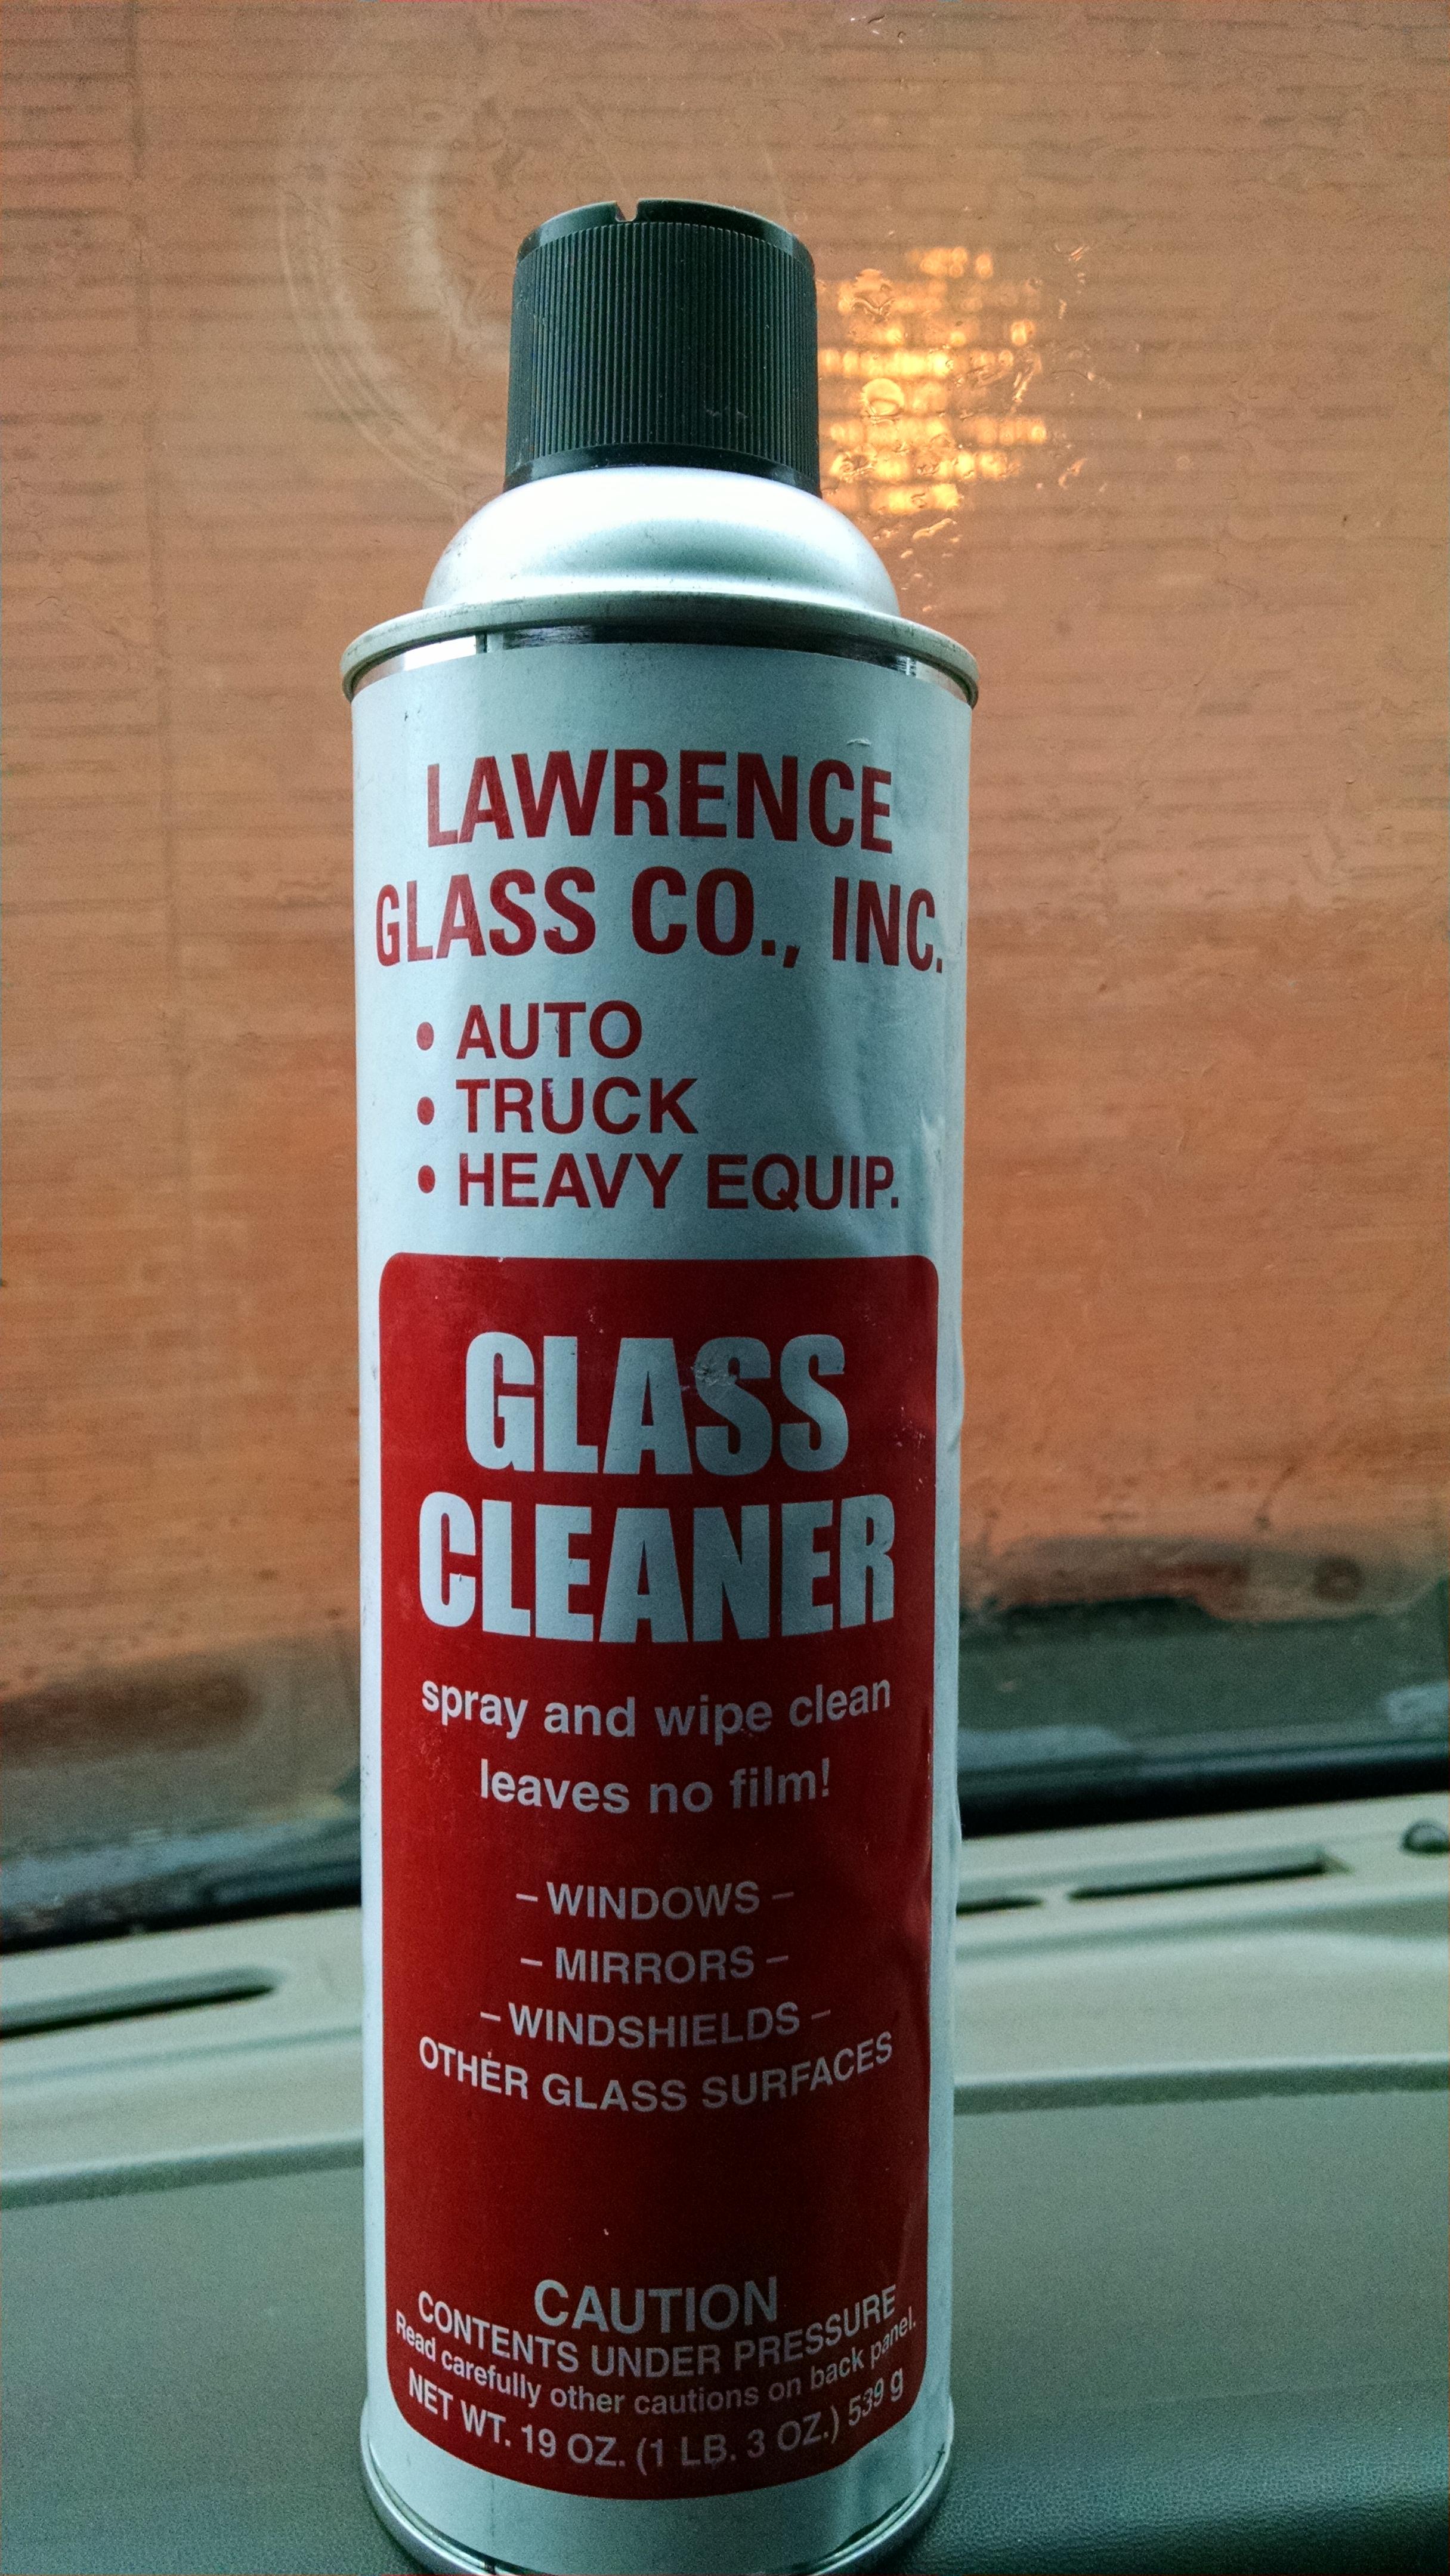 LAWRENCE
GLASS CO., INC.
• AUTO
• TRUCK
• HEAVY EQUIP.
GLASS
CLEANER
spray and wipe clean
leaves no film!
– WINDOWS –
– MIRRORS –
– WINDSHIELDS –
OTHER GLASS SURFACES
CAUTION
CONTENTS UNDER PRESSURE
Read carefully other cautions on back panel.
NET WT. 19 OZ. (1 LB. 3 OZ.) 539 g